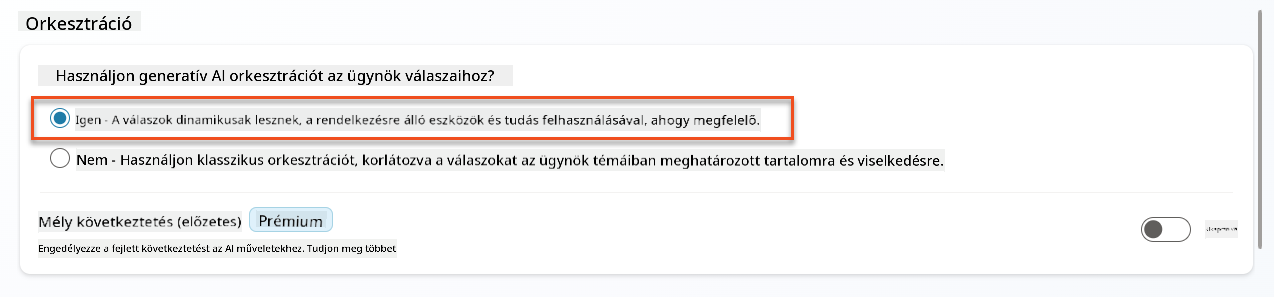 Orkesztráció
Használjon generatív AI orkesztrációt az ügynök válaszaihoz?
Igen - A válaszok dinamikusak lesznek, a rendelkezésre álló eszközök és tudás felhasználásával, ahogy megfelelő.
Nem - Használjon klasszikus orkesztrációt, korlátozva a válaszokat az ügynök témáiban meghatározott tartalomra és viselkedésre.
Mély következtetés (előzetes) Prémium
Engedélyezze a fejlett következtetést az AI műveletekhez. Tudjon meg többet